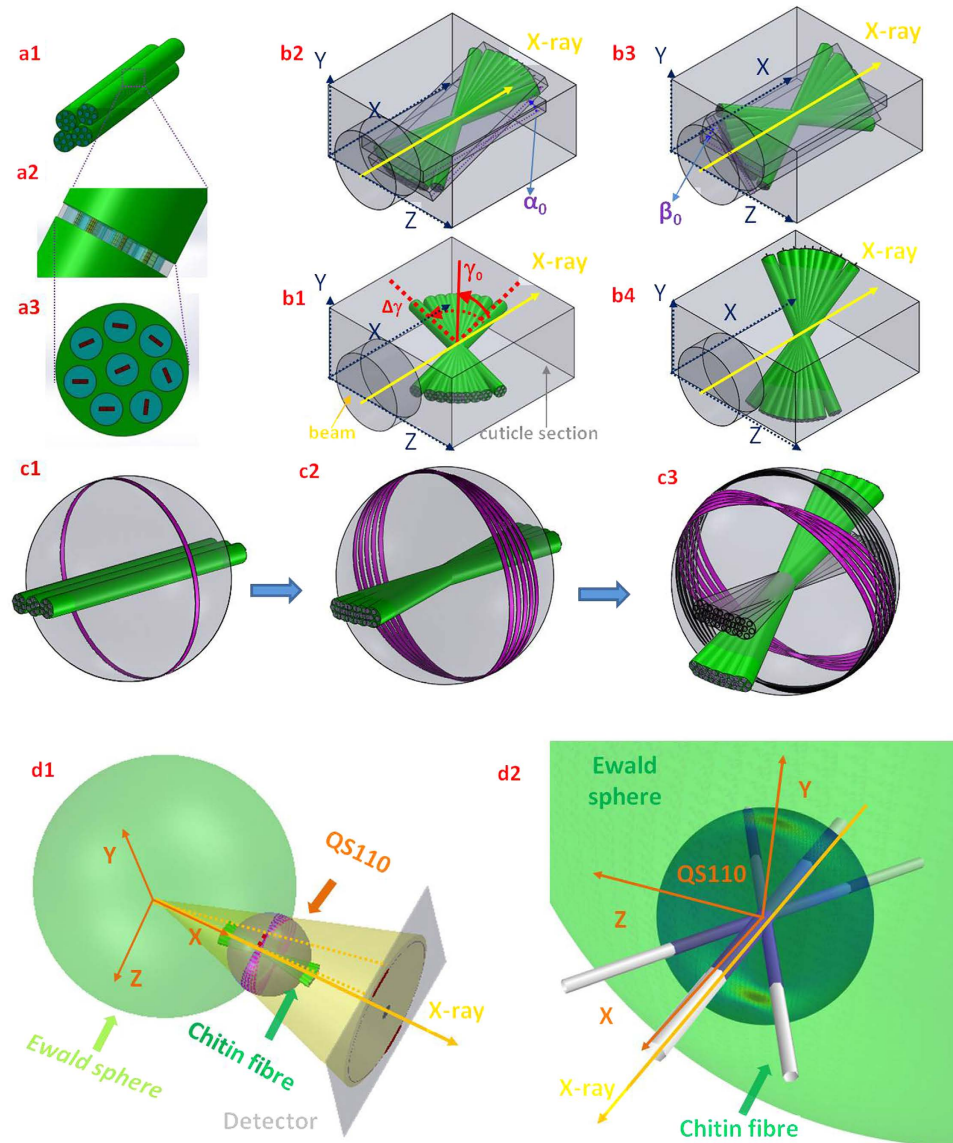 a1
a2
a3
b2
Y
X
Z
X-ray
α₀
b3
Y
X
X-ray
β₀
b1
Y
X
Z
Δγ
γ₀
X-ray
beam
cuticle section
b4
Y
X
Z
X-ray
c1
c2
c3
d1
Y
X
Z
QS110
X-ray
Chitin fibre
Ewald sphere
Detector
d2
Ewald
sphere
Y
QS110
Z
X
X-ray
Chitin fibre